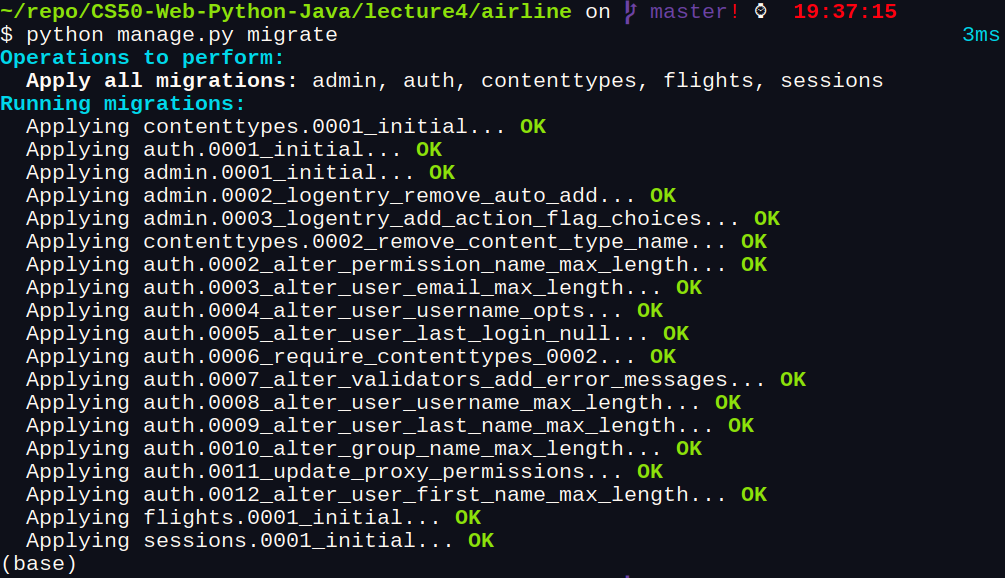 ~/repo/CS50-Web-Python-Java/lecture4/airline on master! 19:37:15
$ python manage.py migrate 3ms
Operations to perform:
Apply all migrations: admin, auth, contenttypes, flights, sessions
Running migrations:
Applying contenttypes.0001_initial... OK
Applying auth.0001_initial... OK
Applying admin.0001_initial... OK
Applying admin.0002_logentry_remove_auto_add... OK
Applying admin.0003_logentry_add_action_flag_choices... OK
Applying contenttypes.0002_remove_content_type_name... OK
Applying auth.0002_alter_permission_name_max_length... OK
Applying auth.0003_alter_user_email_max_length... OK
Applying auth.0004_alter_user_username_opts... OK
Applying auth.0005_alter_user_last_login_null... OK
Applying auth.0006_require_contenttypes_0002... OK
Applying auth.0007_alter_validators_add_error_messages... OK
Applying auth.0008_alter_user_username_max_length... OK
Applying auth.0009_alter_user_last_name_max_length... OK
Applying auth.0010_alter_group_name_max_length... OK
Applying auth.0011_update_proxy_permissions... OK
Applying auth.0012_alter_user_first_name_max_length... OK
Applying flights.0001_initial... OK
Applying sessions.0001_initial... OK
(base)